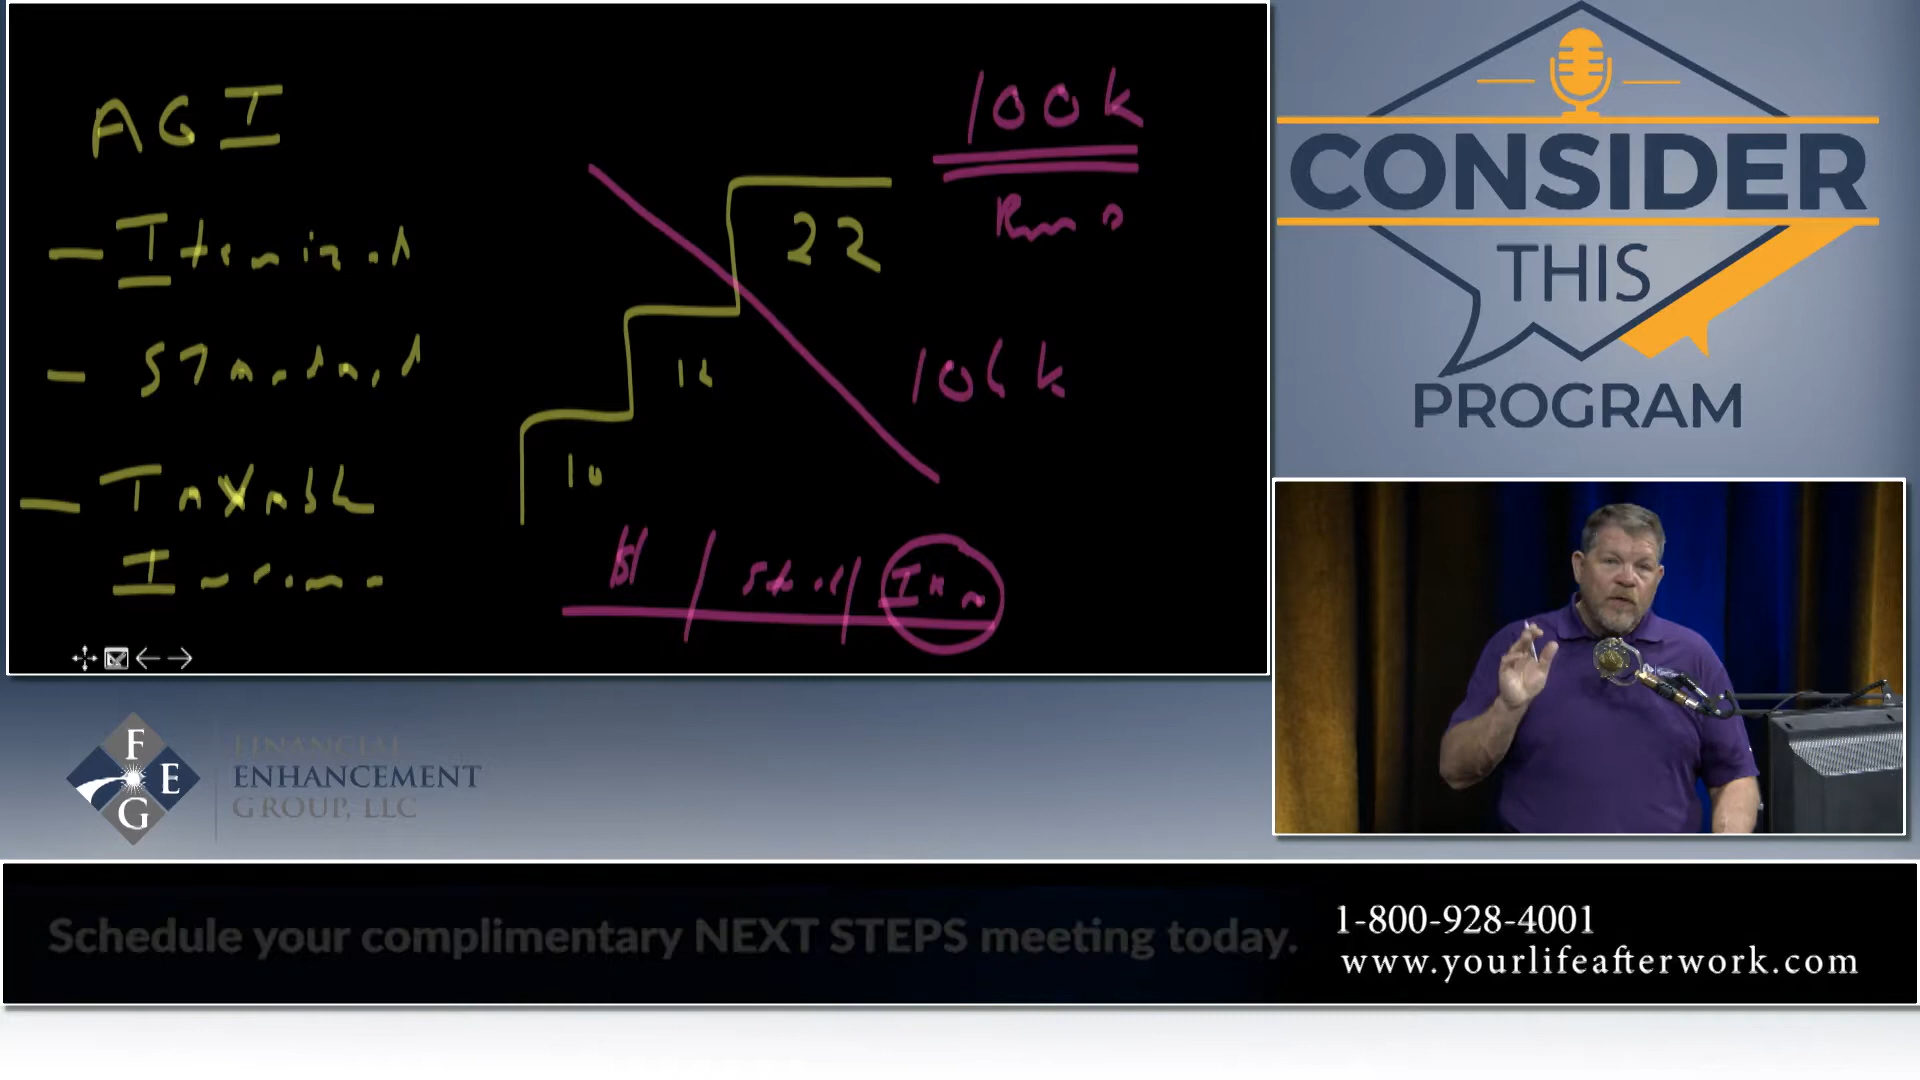 AGI
- Itemized
- Standard
- Taxable
Income
10
22
100k
106k
CONSIDER
THIS
PROGRAM
F
E
G
FINANCIAL
ENHANCEMENT
GROUP, LLC
Schedule your complimentary NEXT STEPS meeting today.
1-800-928-4001
www.yourlifeafterwork.com